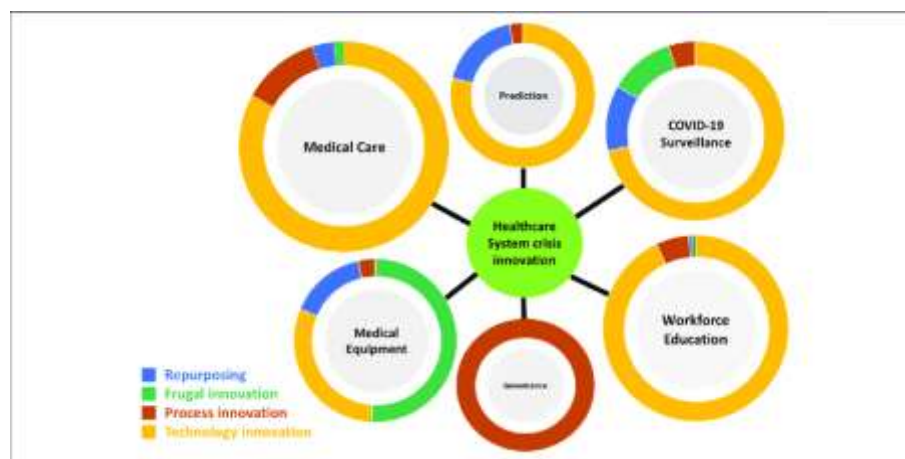 Prediction
Medical Care
COVID-19
Surveillance
Healthcare
System crisis
innovation
Medical
Equipment
Workforce
Education
Repurposing
Frugal innovation
Process innovation
Technology innovation